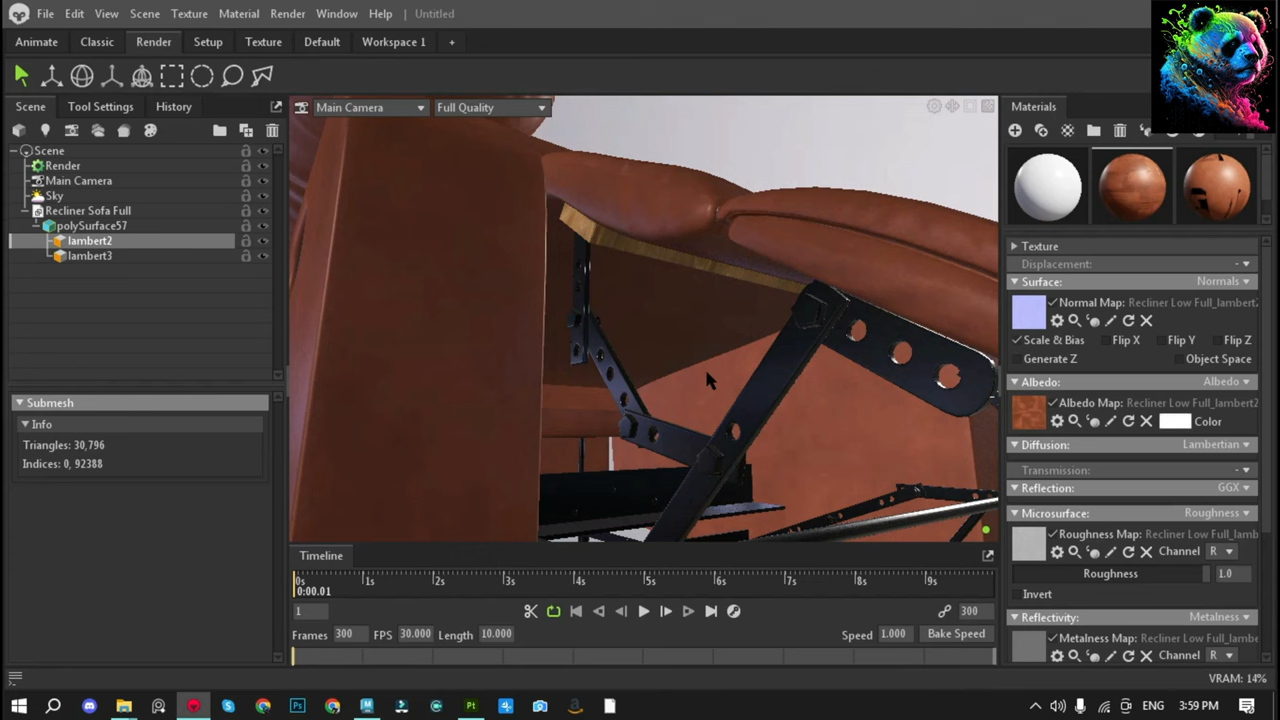 File Edit View Scene Texture Material Render Window Help Untitled
Animate Classic Render Setup Texture Default Workspace 1 +
Scene Tool Settings History
Main Camera Full Quality
Materials
Scene
Render
Main Camera
Sky
Recliner Sofa Full
polySurface57
lambert2
lambert3
Submesh
Info
Triangles: 30,796
Indices: 0, 92388
Texture
Displacement: -
Surface: Normals
Normal Map: Recliner Low Full_lambert2
Scale & Bias Flip X Flip Y Flip Z
Generate Z Object Space
Albedo: Albedo
Albedo Map: Recliner Low Full_lambert2
Color
Diffusion: Lambertian
Transmission: -
Reflection: GGX
Microsurface: Roughness
Roughness Map: Recliner Low Full_lamb
Channel R
Roughness 1.0
Invert
Reflectivity: Metalness
Metalness Map: Recliner Low Full_lambe
Channel R
Timeline
0s 1s 2s 3s 4s 5s 6s 7s 8s 9s
0:00.01
1 300
Frames 300 FPS 30.000 Length 10.000 Speed 1.000 Bake Speed
VRAM: 14%
Ps Pt ENG 3:59 PM